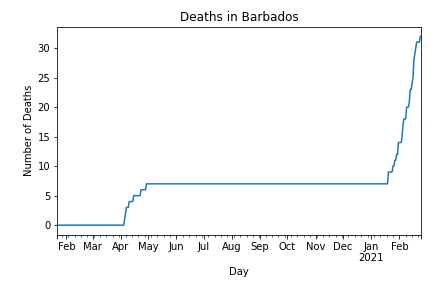 Deaths in Barbados
Number of Deaths
30
25
20
15
10
5
0
Feb Mar Apr May Jun Jul Aug Sep Oct Nov Dec Jan Feb
2021
Day